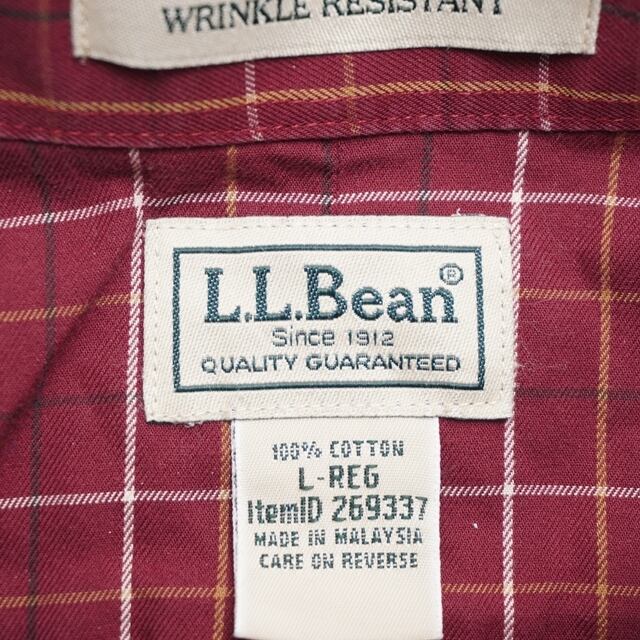 WRINKLE RESISTANT
L.L.Bean®
Since 1912
QUALITY GUARANTEED
100% COTTON
L-REG
ItemID 269337
MADE IN MALAYSIA
CARE ON REVERSE